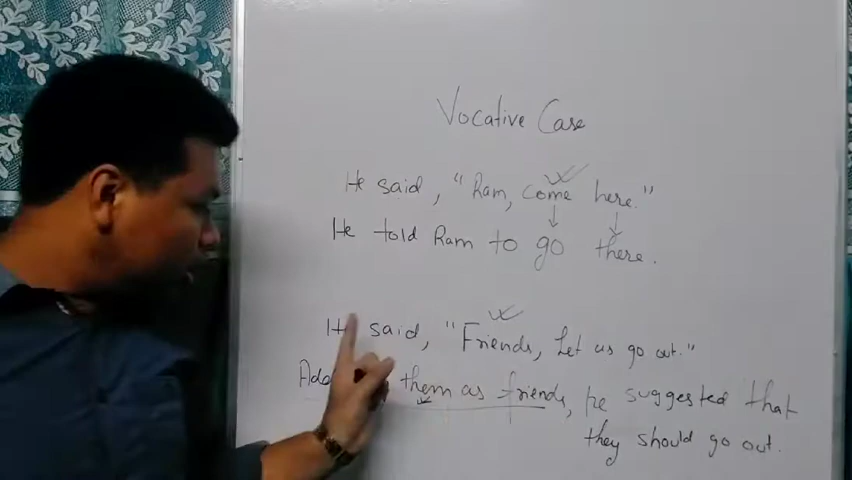 Vocative Case
He said, "Ram, come here."
He told Ram to go there.
He said, "Friends, Let us go out."
them as friends, he suggested that
they should go out.